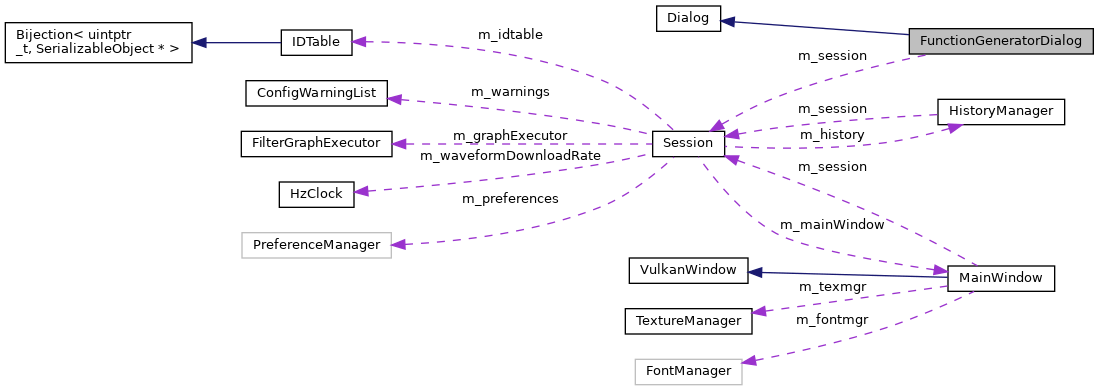 Dialog
FunctionGeneratorDialog
Bijection< uintptr
_t, SerializableObject * >
IDTable
m_idtable
m_session
ConfigWarningList
m_warnings
m_session
HistoryManager
FilterGraphExecutor
m_graphExecutor
Session
m_history
m_waveformDownloadRate
m_session
HzClock
m_preferences
m_mainWindow
PreferenceManager
VulkanWindow
MainWindow
m_texmgr
TextureManager
m_fontmgr
FontManager